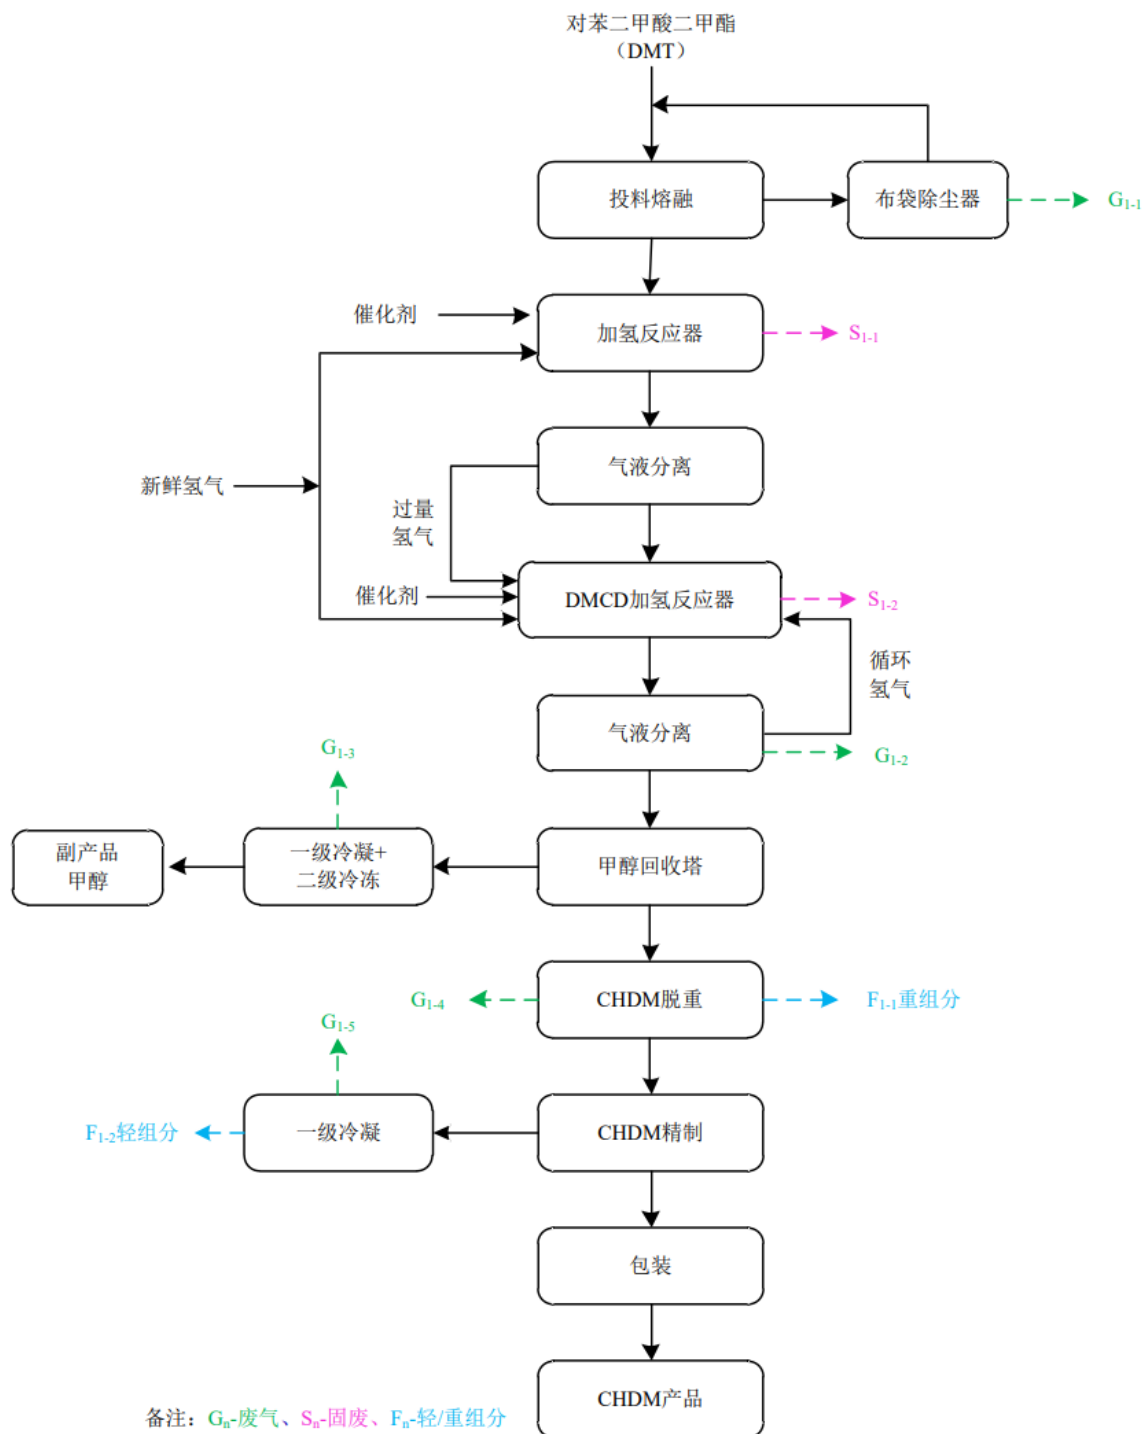 对苯二甲酸二甲酯
（DMT）
投料熔融
布袋除尘器
G1-1
催化剂
加氢反应器
S1-1
气液分离
新鲜氢气
过量
氢气
催化剂
DMCD加氢反应器
S1-2
循环
氢气
气液分离
G1-2
G1-3
副产品
甲醇
一级冷凝+
二级冷冻
甲醇回收塔
G1-4
CHDM脱重
F1-1重组分
G1-5
F1-2轻组分
一级冷凝
CHDM精制
包装
CHDM产品
备注：Gn-废气、Sn-固废、Fn-轻/重组分